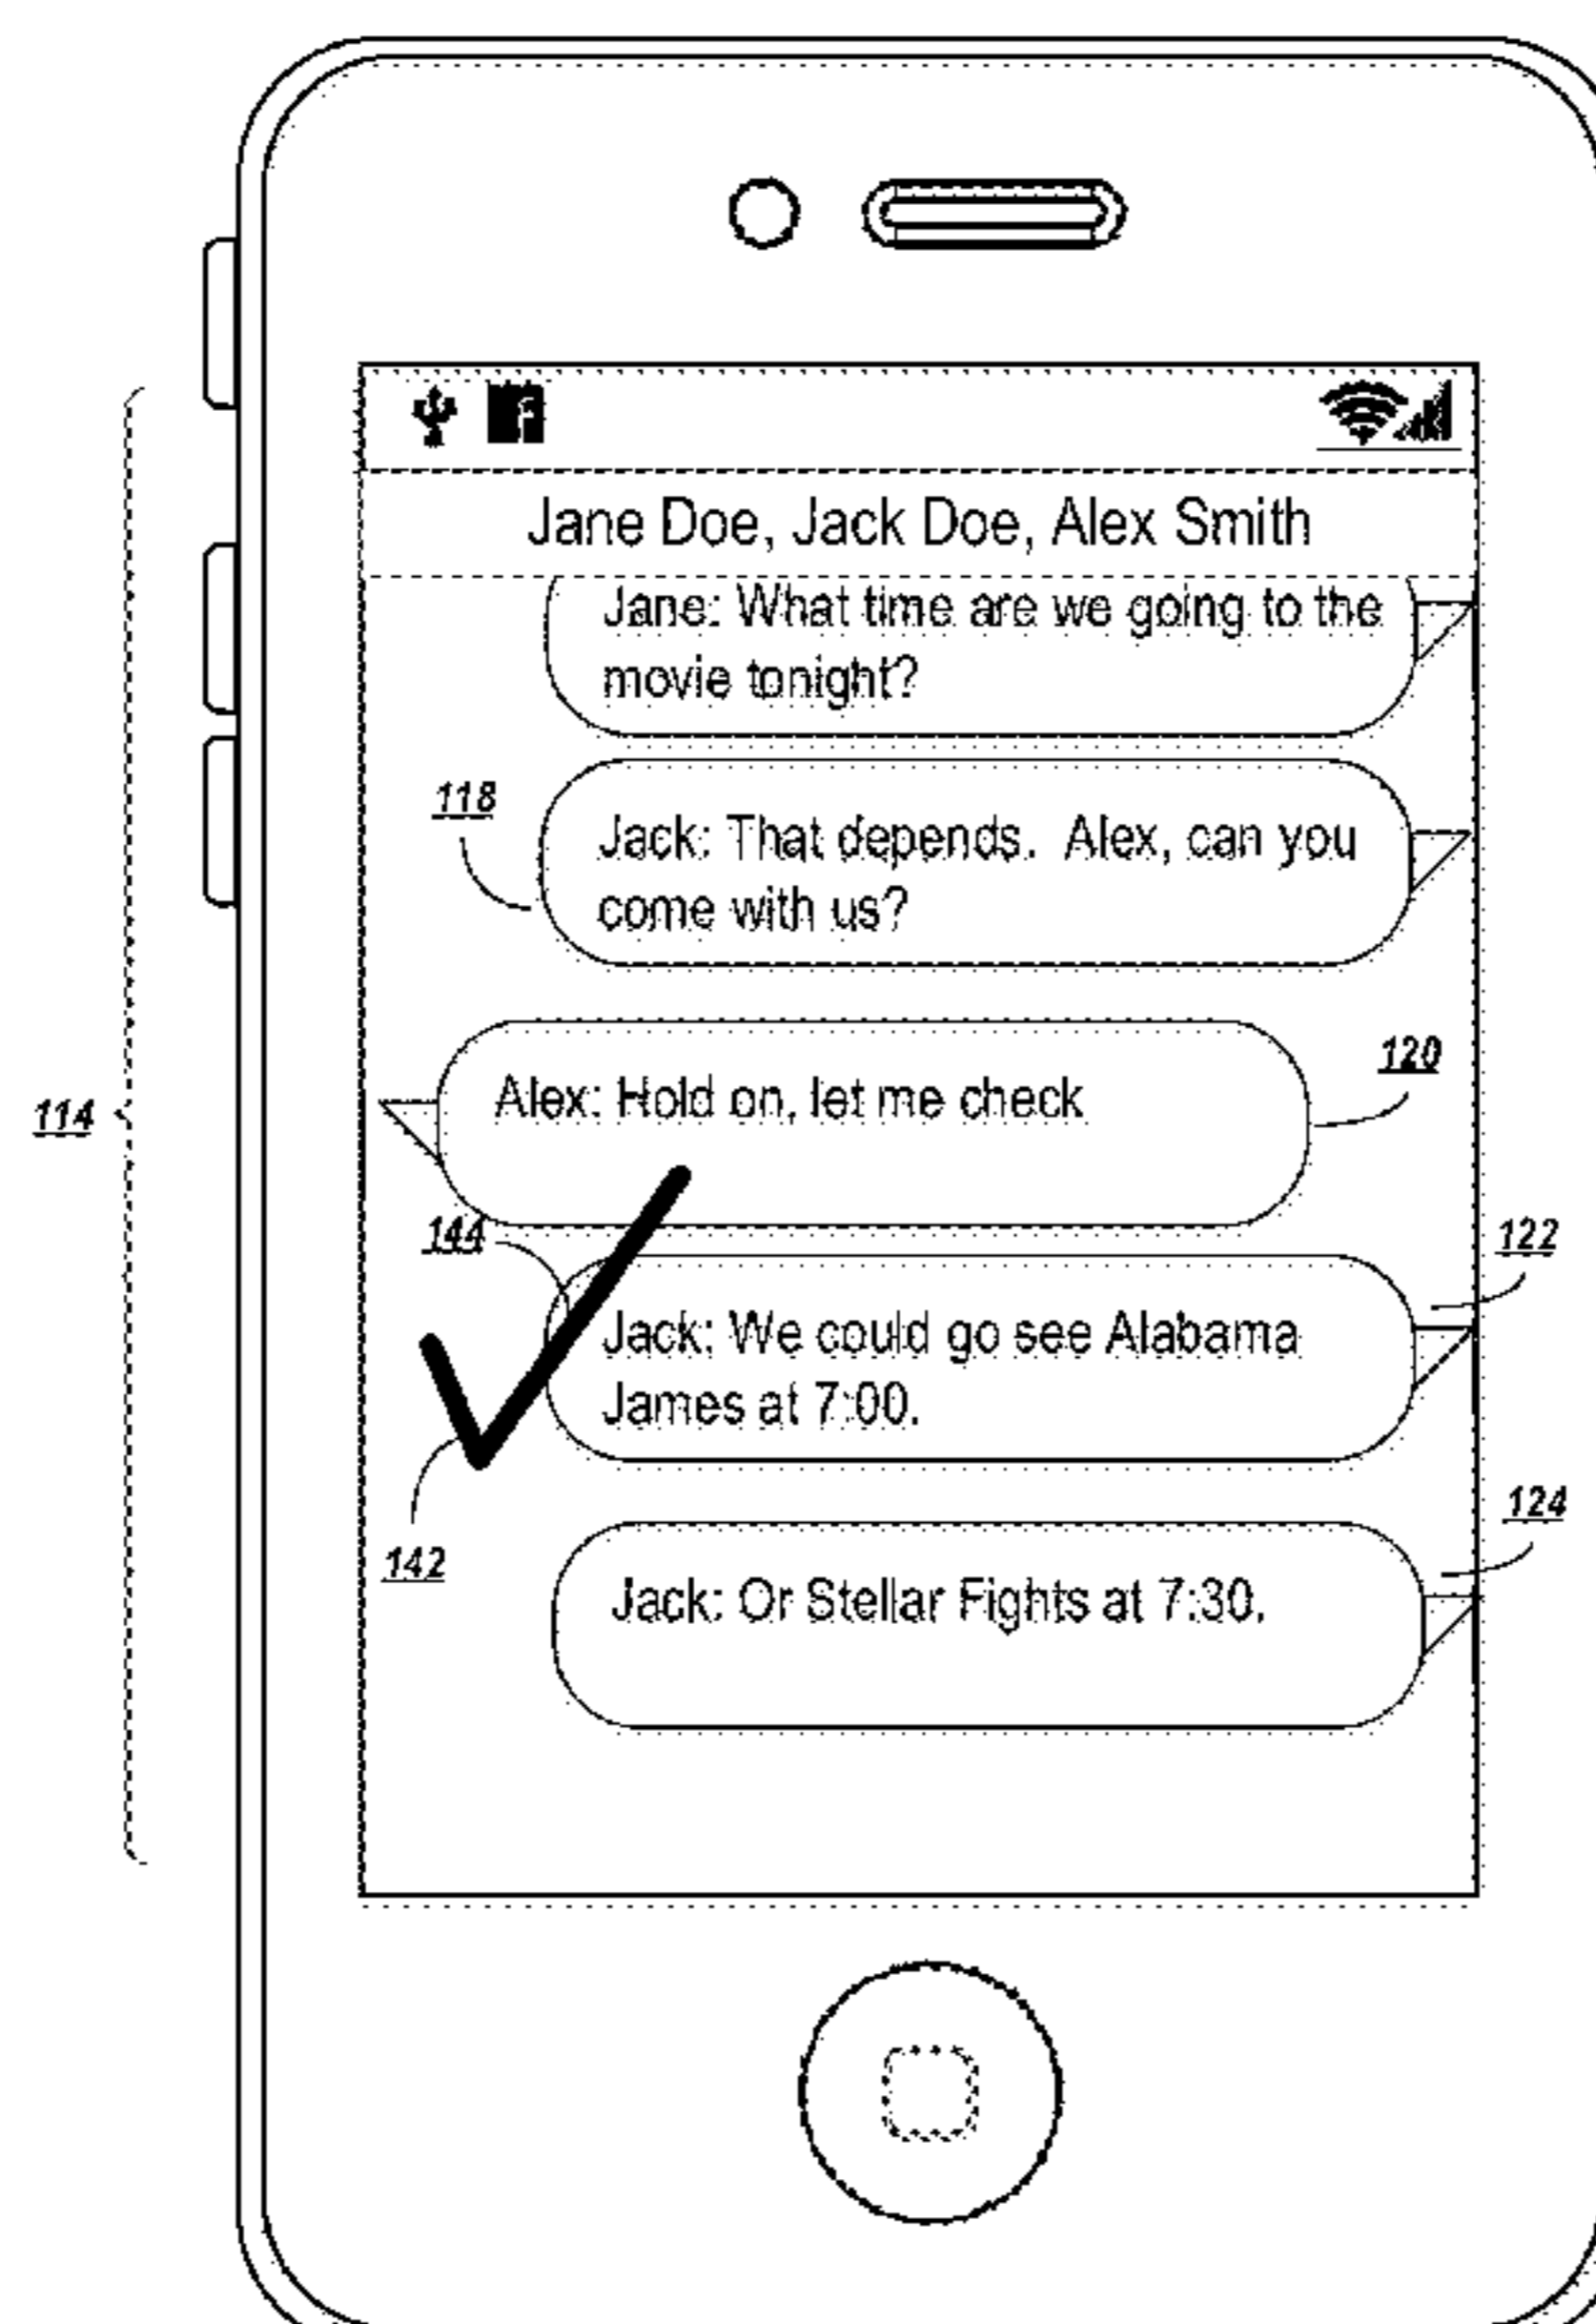 Jane Doe, Jack Doe, Alex Smith
Jane: What time are we going to the
movie tonight?
118
Jack: That depends.  Alex, can you
come with us?
120
Alex: Hold on, let me check
114
144
122
Jack: We could go see Alabama
James at 7:00.
124
142
Jack: Or Stellar Fights at 7:30.